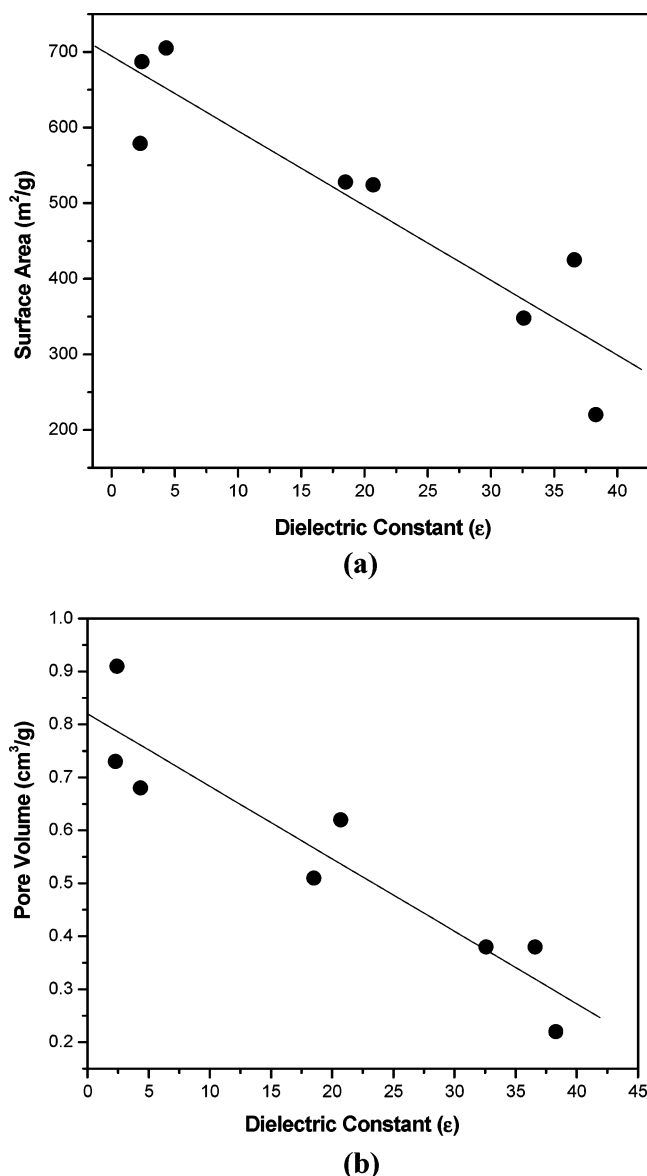 700
600
500
400
300
200
Surface Area (m²/g)
0 5 10 15 20 25 30 35 40
Dielectric Constant (ε)
(a)
1.0
0.9
0.8
0.7
0.6
0.5
0.4
0.3
0.2
Pore Volume (cm³/g)
0 5 10 15 20 25 30 35 40 45
Dielectric Constant (ε)
(b)